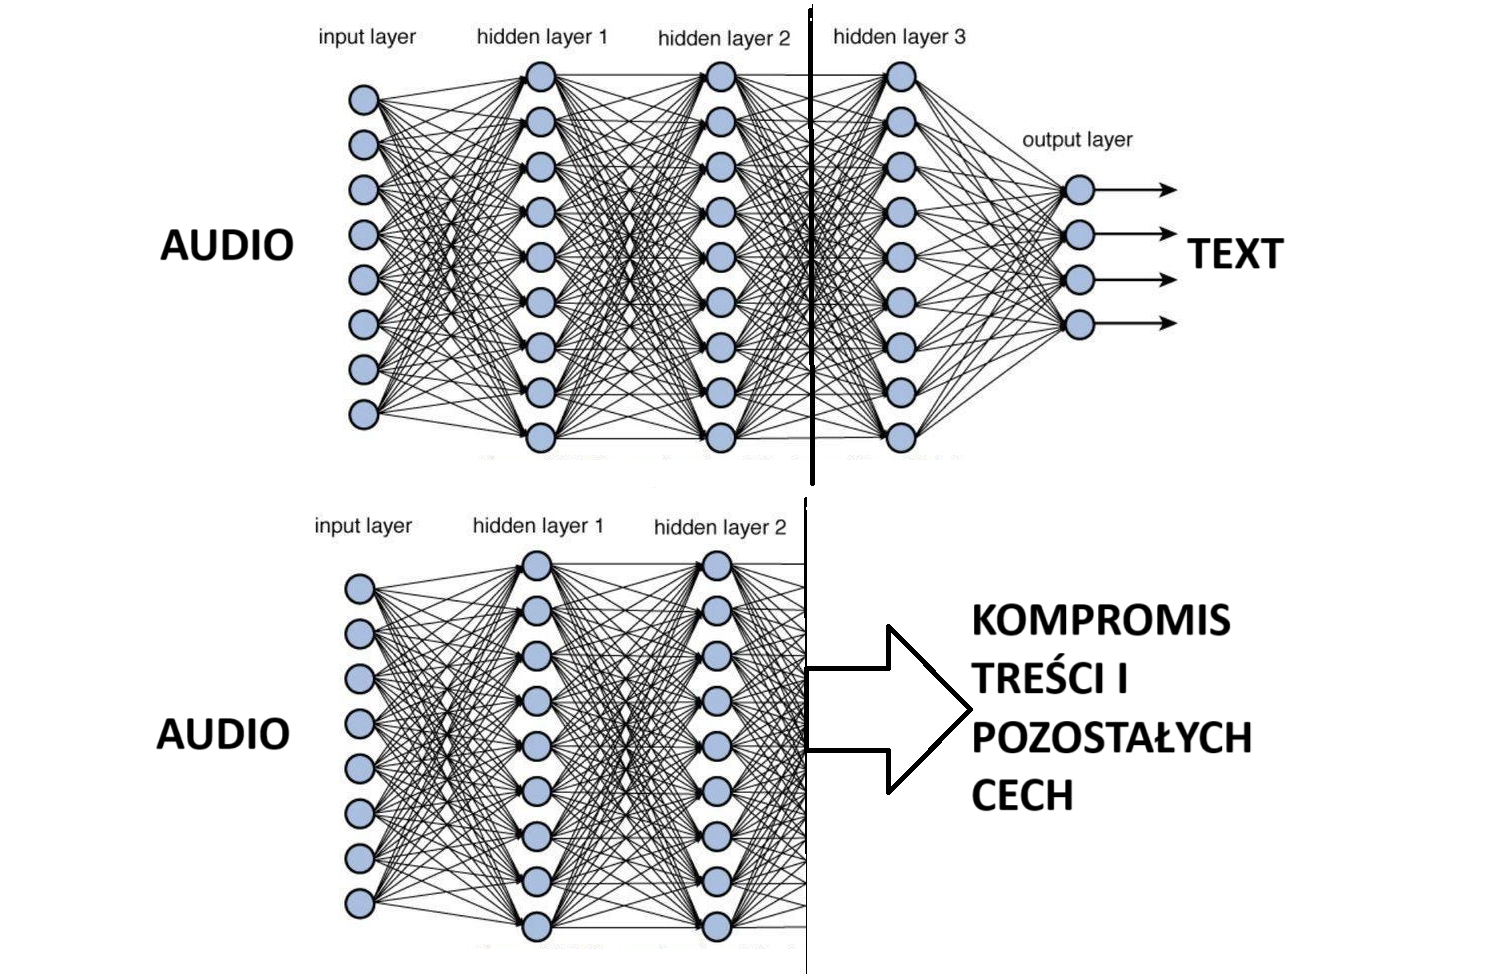 input layer
hidden layer 1
hidden layer 2
hidden layer 3
output layer
AUDIO
TEXT
input layer
hidden layer 1
hidden layer 2
AUDIO
KOMPROMIS
TREŚCI I
POZOSTAŁYCH
CECH